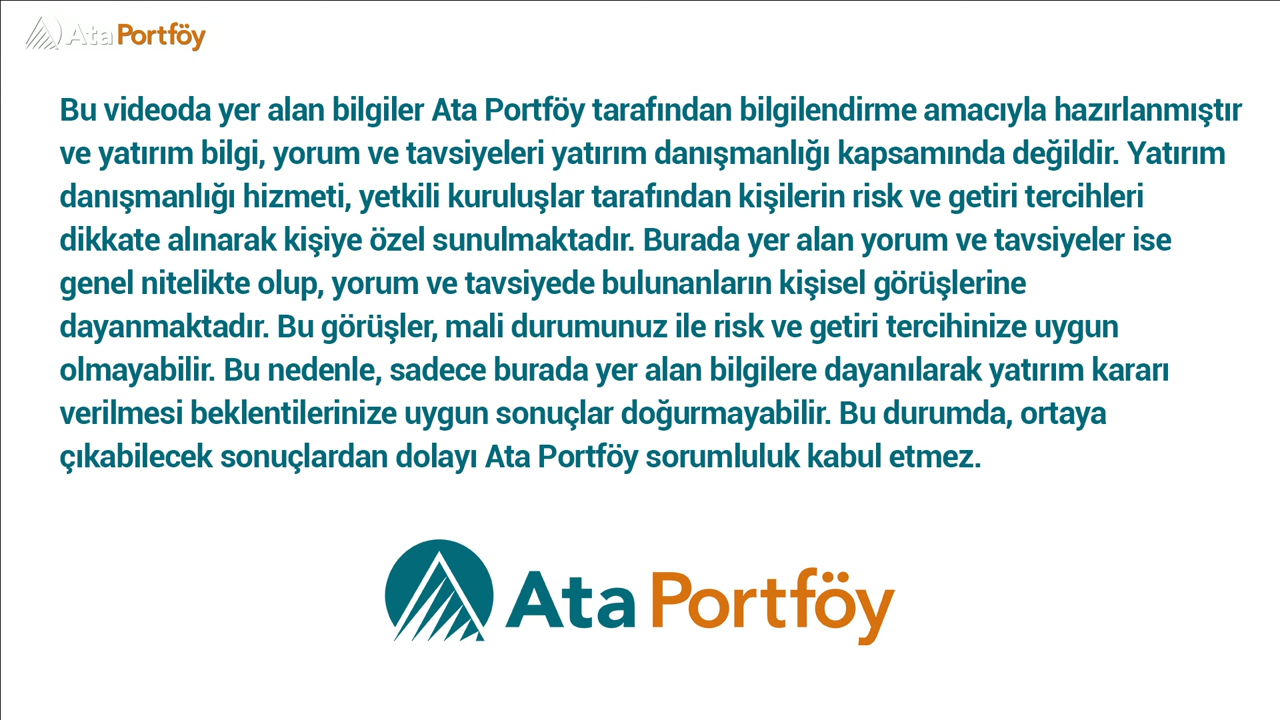 Ata Portföy
Bu videoda yer alan bilgiler Ata Portföy tarafından bilgilendirme amacıyla hazırlanmıştır
ve yatırım bilgi, yorum ve tavsiyeleri yatırım danışmanlığı kapsamında değildir. Yatırım
danışmanlığı hizmeti, yetkili kuruluşlar tarafından kişilerin risk ve getiri tercihleri
dikkate alınarak kişiye özel sunulmaktadır. Burada yer alan yorum ve tavsiyeler ise
genel nitelikte olup, yorum ve tavsiyede bulunanların kişisel görüşlerine
dayanmaktadır. Bu görüşler, mali durumunuz ile risk ve getiri tercihinize uygun
olmayabilir. Bu nedenle, sadece burada yer alan bilgilere dayanılarak yatırım kararı
verilmesi beklentilerinize uygun sonuçlar doğurmayabilir. Bu durumda, ortaya
çıkabilecek sonuçlardan dolayı Ata Portföy sorumluluk kabul etmez.
Ata Portföy